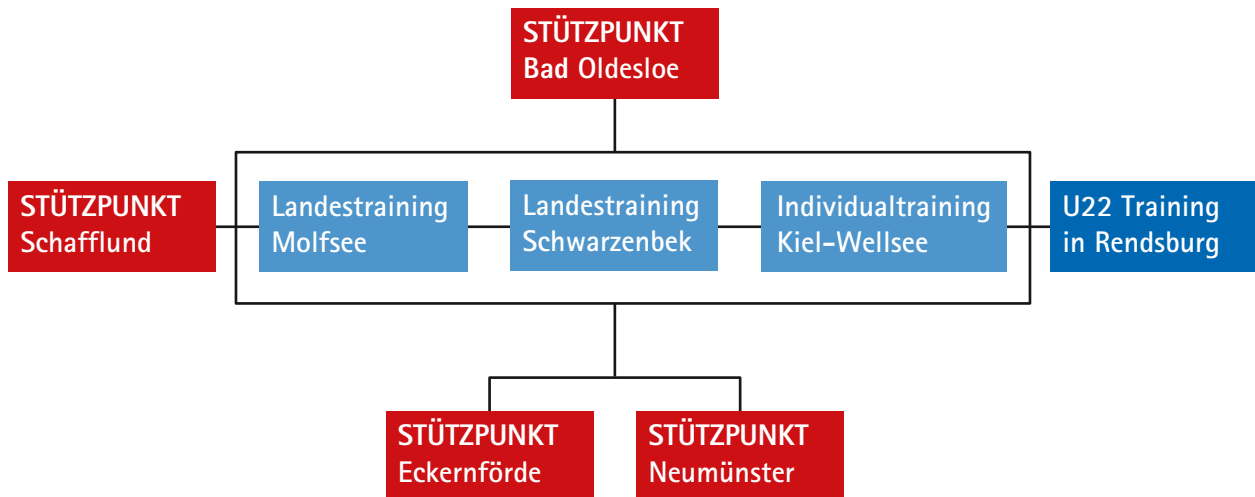 STÜTZPUNKT
Bad Oldesloe
STÜTZPUNKT
Schafflund
Landestraining
Molfsee
Landestraining
Schwarzenbek
Individualtraining
Kiel-Wellsee
U22 Training
in Rendsburg
STÜTZPUNKT
Eckernförde
STÜTZPUNKT
Neumünster